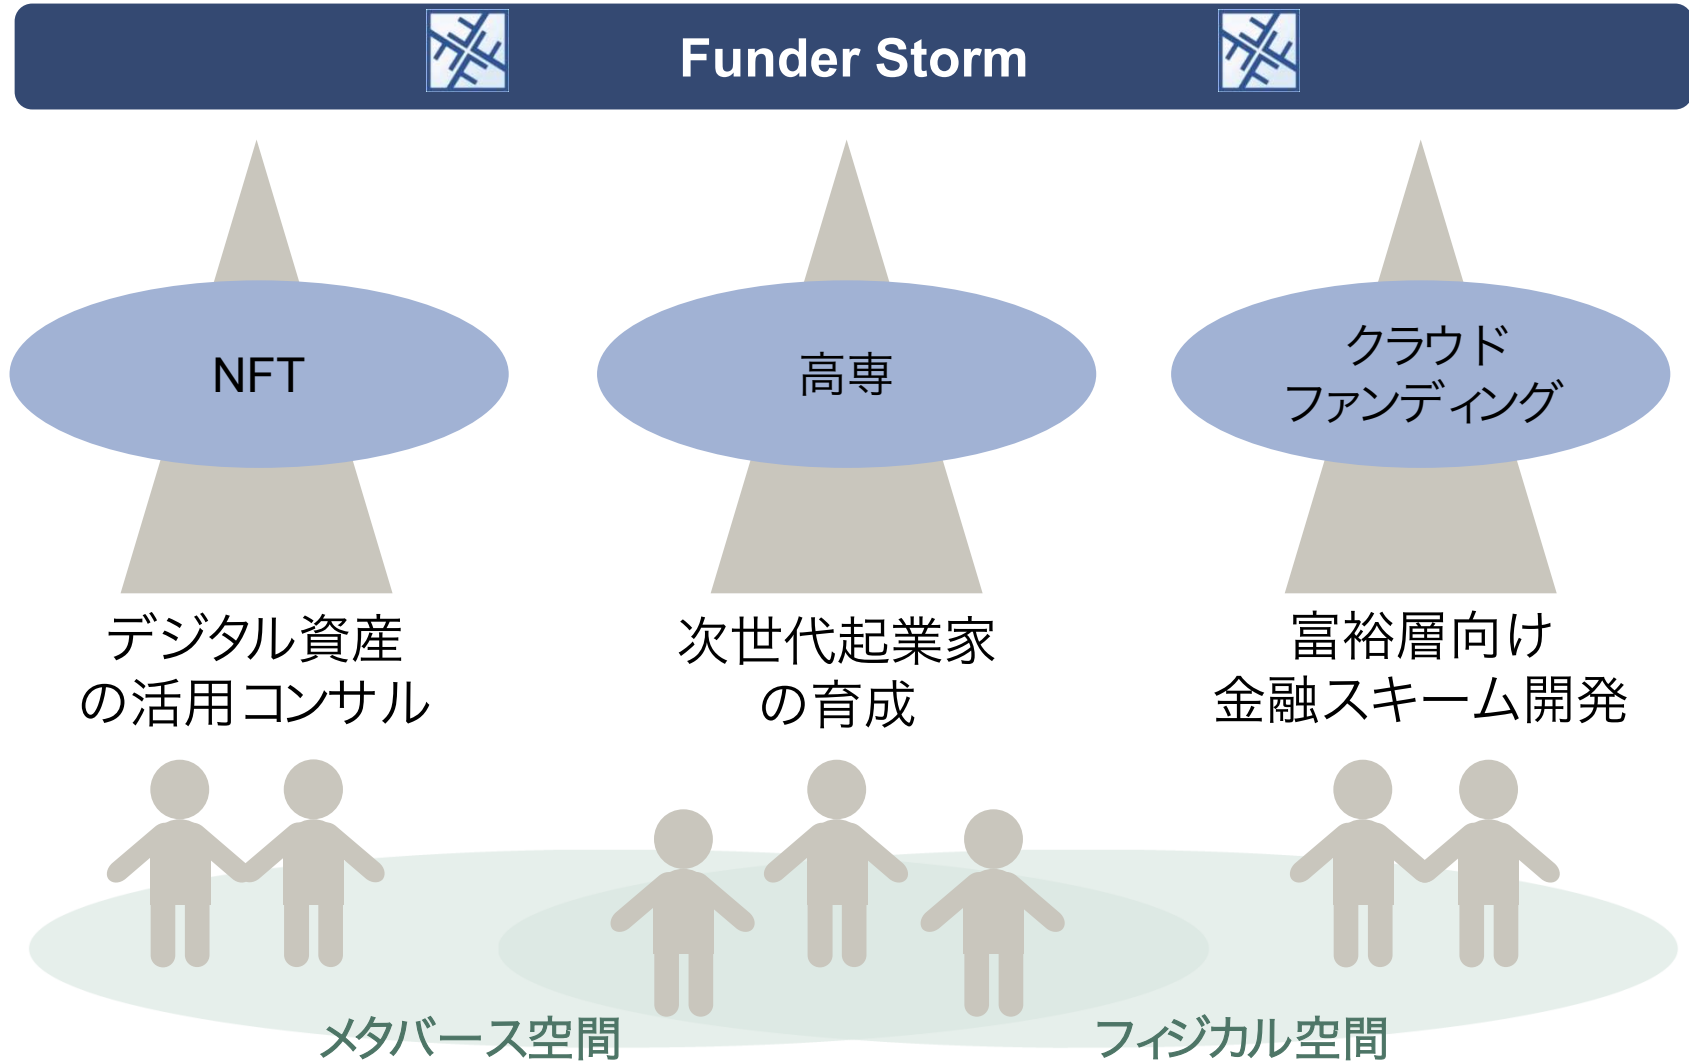 Funder Storm
NFT
高専
クラウド
ファンディング
デジタル資産
の活用コンサル
次世代起業家
の育成
富裕層向け
金融スキーム開発
メタバース空間
フィジカル空間